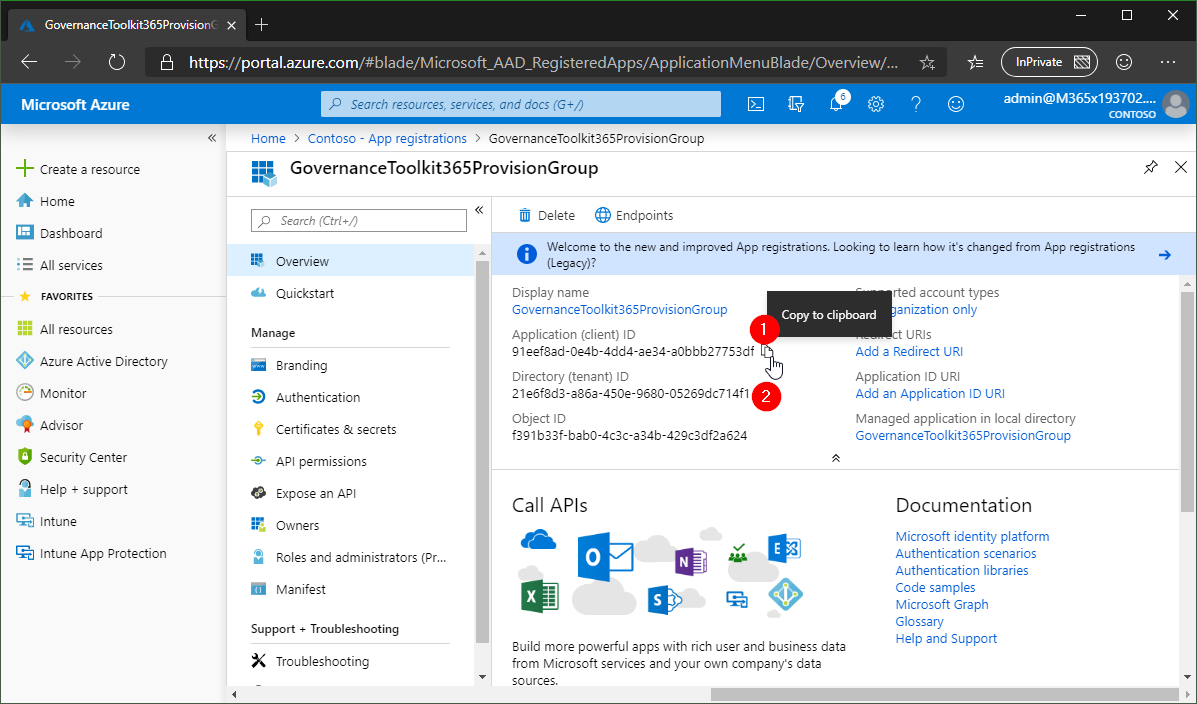 GovernanceToolkit365ProvisionG
https://portal.azure.com/#blade/Microsoft_AAD_RegisteredApps/ApplicationMenuBlade/Overview/...
InPrivate
Microsoft Azure
Search resources, services, and docs (G+/)
6
admin@M365x193702....
CONTOSO
Create a resource
Home
Dashboard
All services
FAVORITES
All resources
Azure Active Directory
Monitor
Advisor
Security Center
Help + support
Intune
Intune App Protection
Home > Contoso - App registrations > GovernanceToolkit365ProvisionGroup
GovernanceToolkit365ProvisionGroup
Search (Ctrl+/)
Overview
Quickstart
Manage
Branding
Authentication
Certificates & secrets
API permissions
Expose an API
Owners
Roles and administrators (Pr...
Manifest
Support + Troubleshooting
Troubleshooting
Delete
Endpoints
Welcome to the new and improved App registrations. Looking to learn how it's changed from App registrations
(Legacy)?
Display name
GovernanceToolkit365ProvisionGroup
Application (client) ID
91eef8ad-0e4b-4dd4-ae34-a0bbb27753df
1
Copy to clipboard
Directory (tenant) ID
21e6f8d3-a86a-450e-9680-05269dc714f1
2
Object ID
f391b33f-bab0-4c3c-a34b-429c3df2a624
account types
only
Redirect URIs
Add a Redirect URI
Application ID URI
Add an Application ID URI
Managed application in local directory
GovernanceToolkit365ProvisionGroup
Call APIs
O
N
E
X
S
Build more powerful apps with rich user and business data
from Microsoft services and your own company's data
sources.
Documentation
Microsoft identity platform
Authentication scenarios
Authentication libraries
Code samples
Microsoft Graph
Glossary
Help and Support